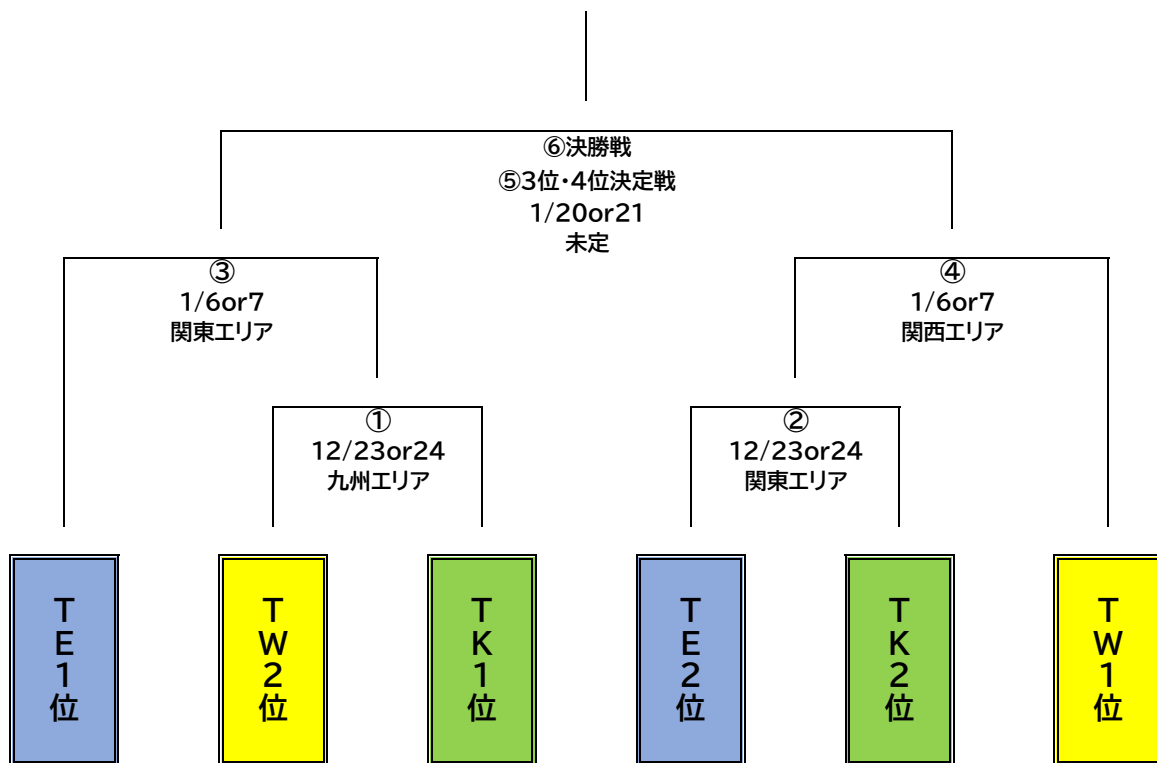 ⑥決勝戦
⑤3位・4位決定戦
1/20or21
未定
③
1/6or7
関東エリア
④
1/6or7
関西エリア
①
12/23or24
九州エリア
②
12/23or24
関東エリア
TE1位
TW2位
TK1位
TE2位
TK2位
TW1位